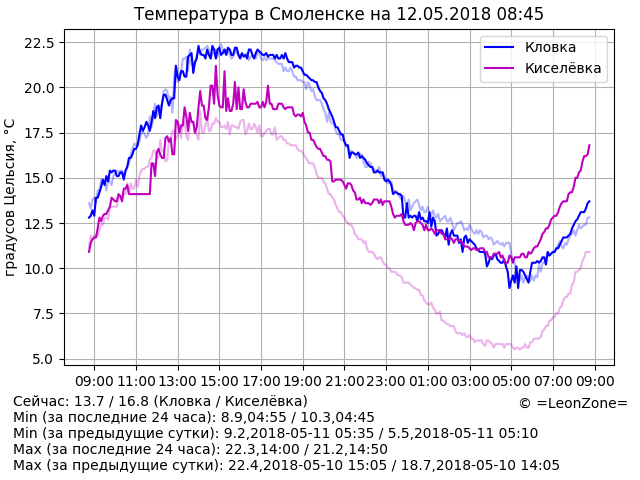 Температура в Смоленске на 12.05.2018 08:45
Кловка
Киселёвка
градусов Цельсия, °C
22.5
20.0
17.5
15.0
12.5
10.0
7.5
5.0
09:00 11:00 13:00 15:00 17:00 19:00 21:00 23:00 01:00 03:00 05:00 07:00 09:00
Сейчас: 13.7 / 16.8 (Кловка / Киселёвка)
© =LeonZone=
Min (за последние 24 часа): 8.9,04:55 / 10.3,04:45
Min (за предыдущие сутки): 9.2,2018-05-11 05:35 / 5.5,2018-05-11 05:10
Max (за последние 24 часа): 22.3,14:00 / 21.2,14:50
Max (за предыдущие сутки): 22.4,2018-05-10 15:05 / 18.7,2018-05-10 14:05